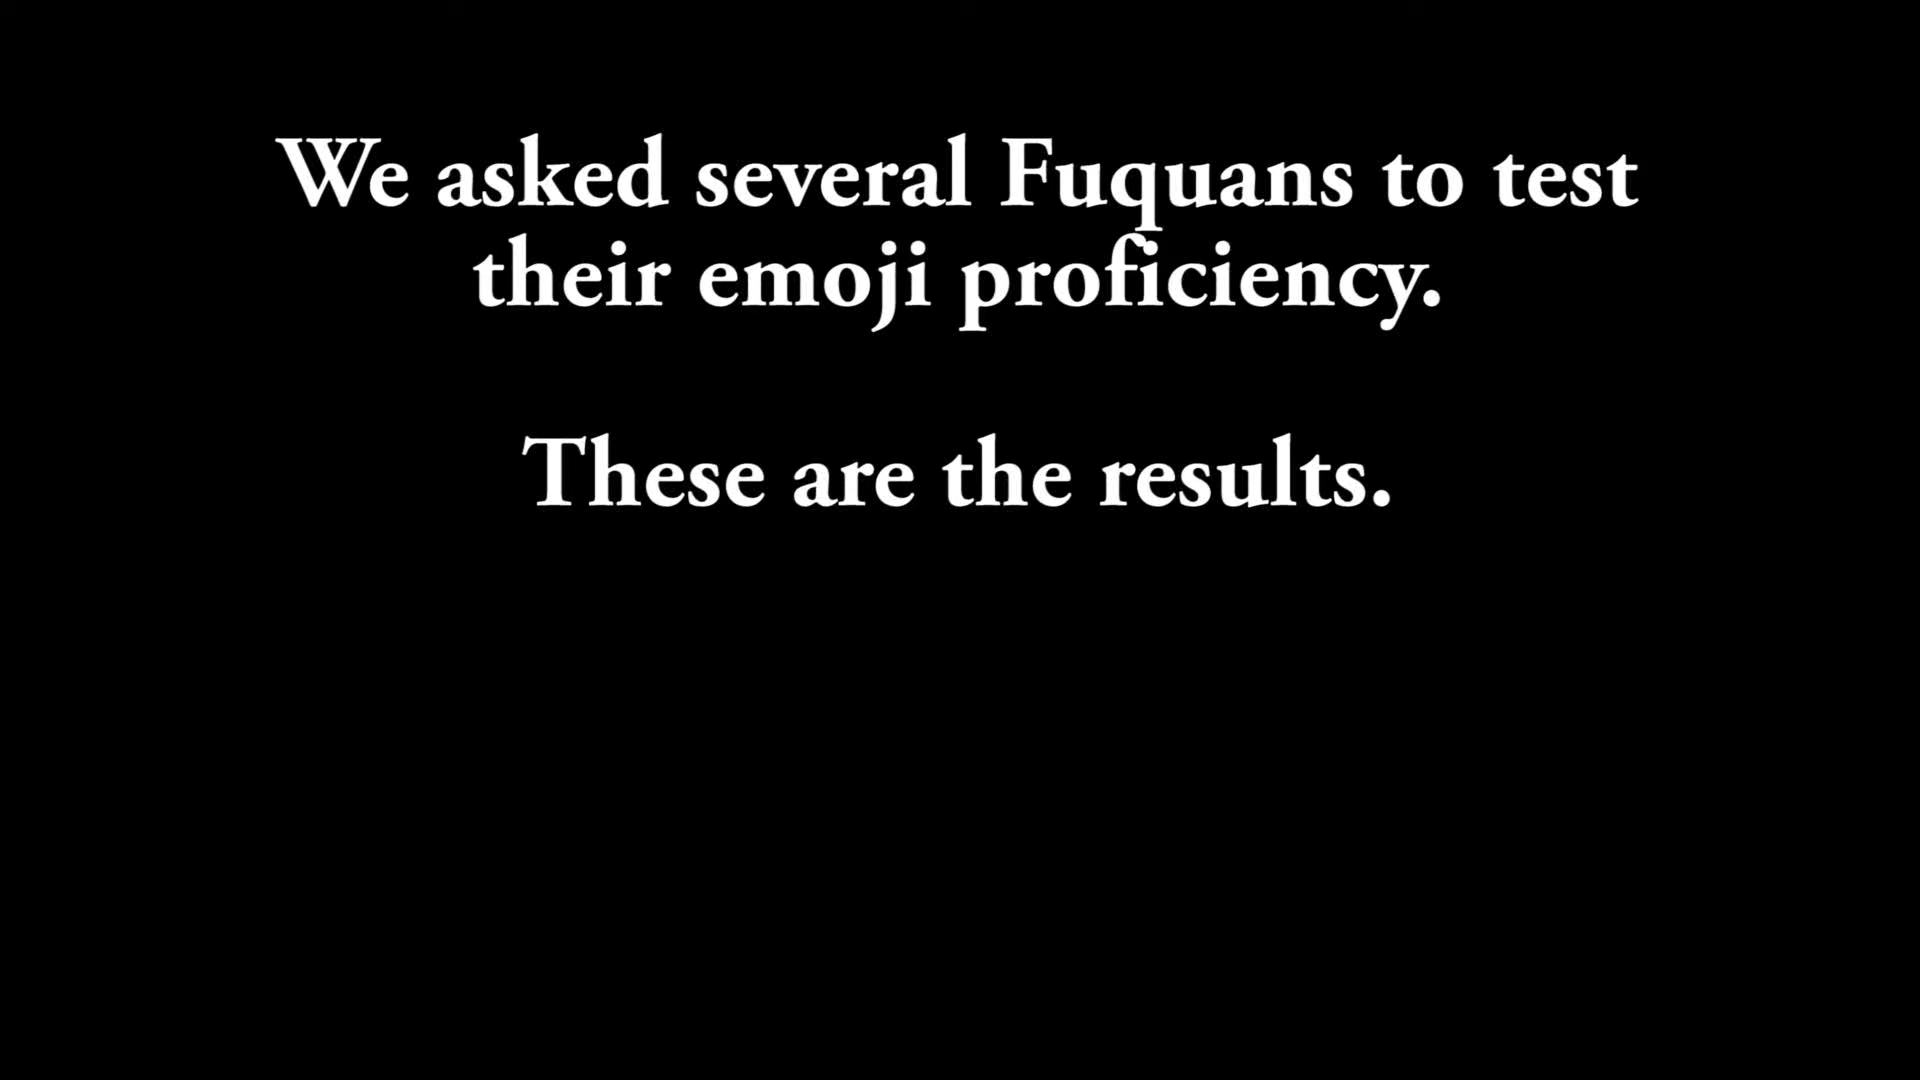 We asked several Fuquans to test
their emoji proficiency.
These are the results.